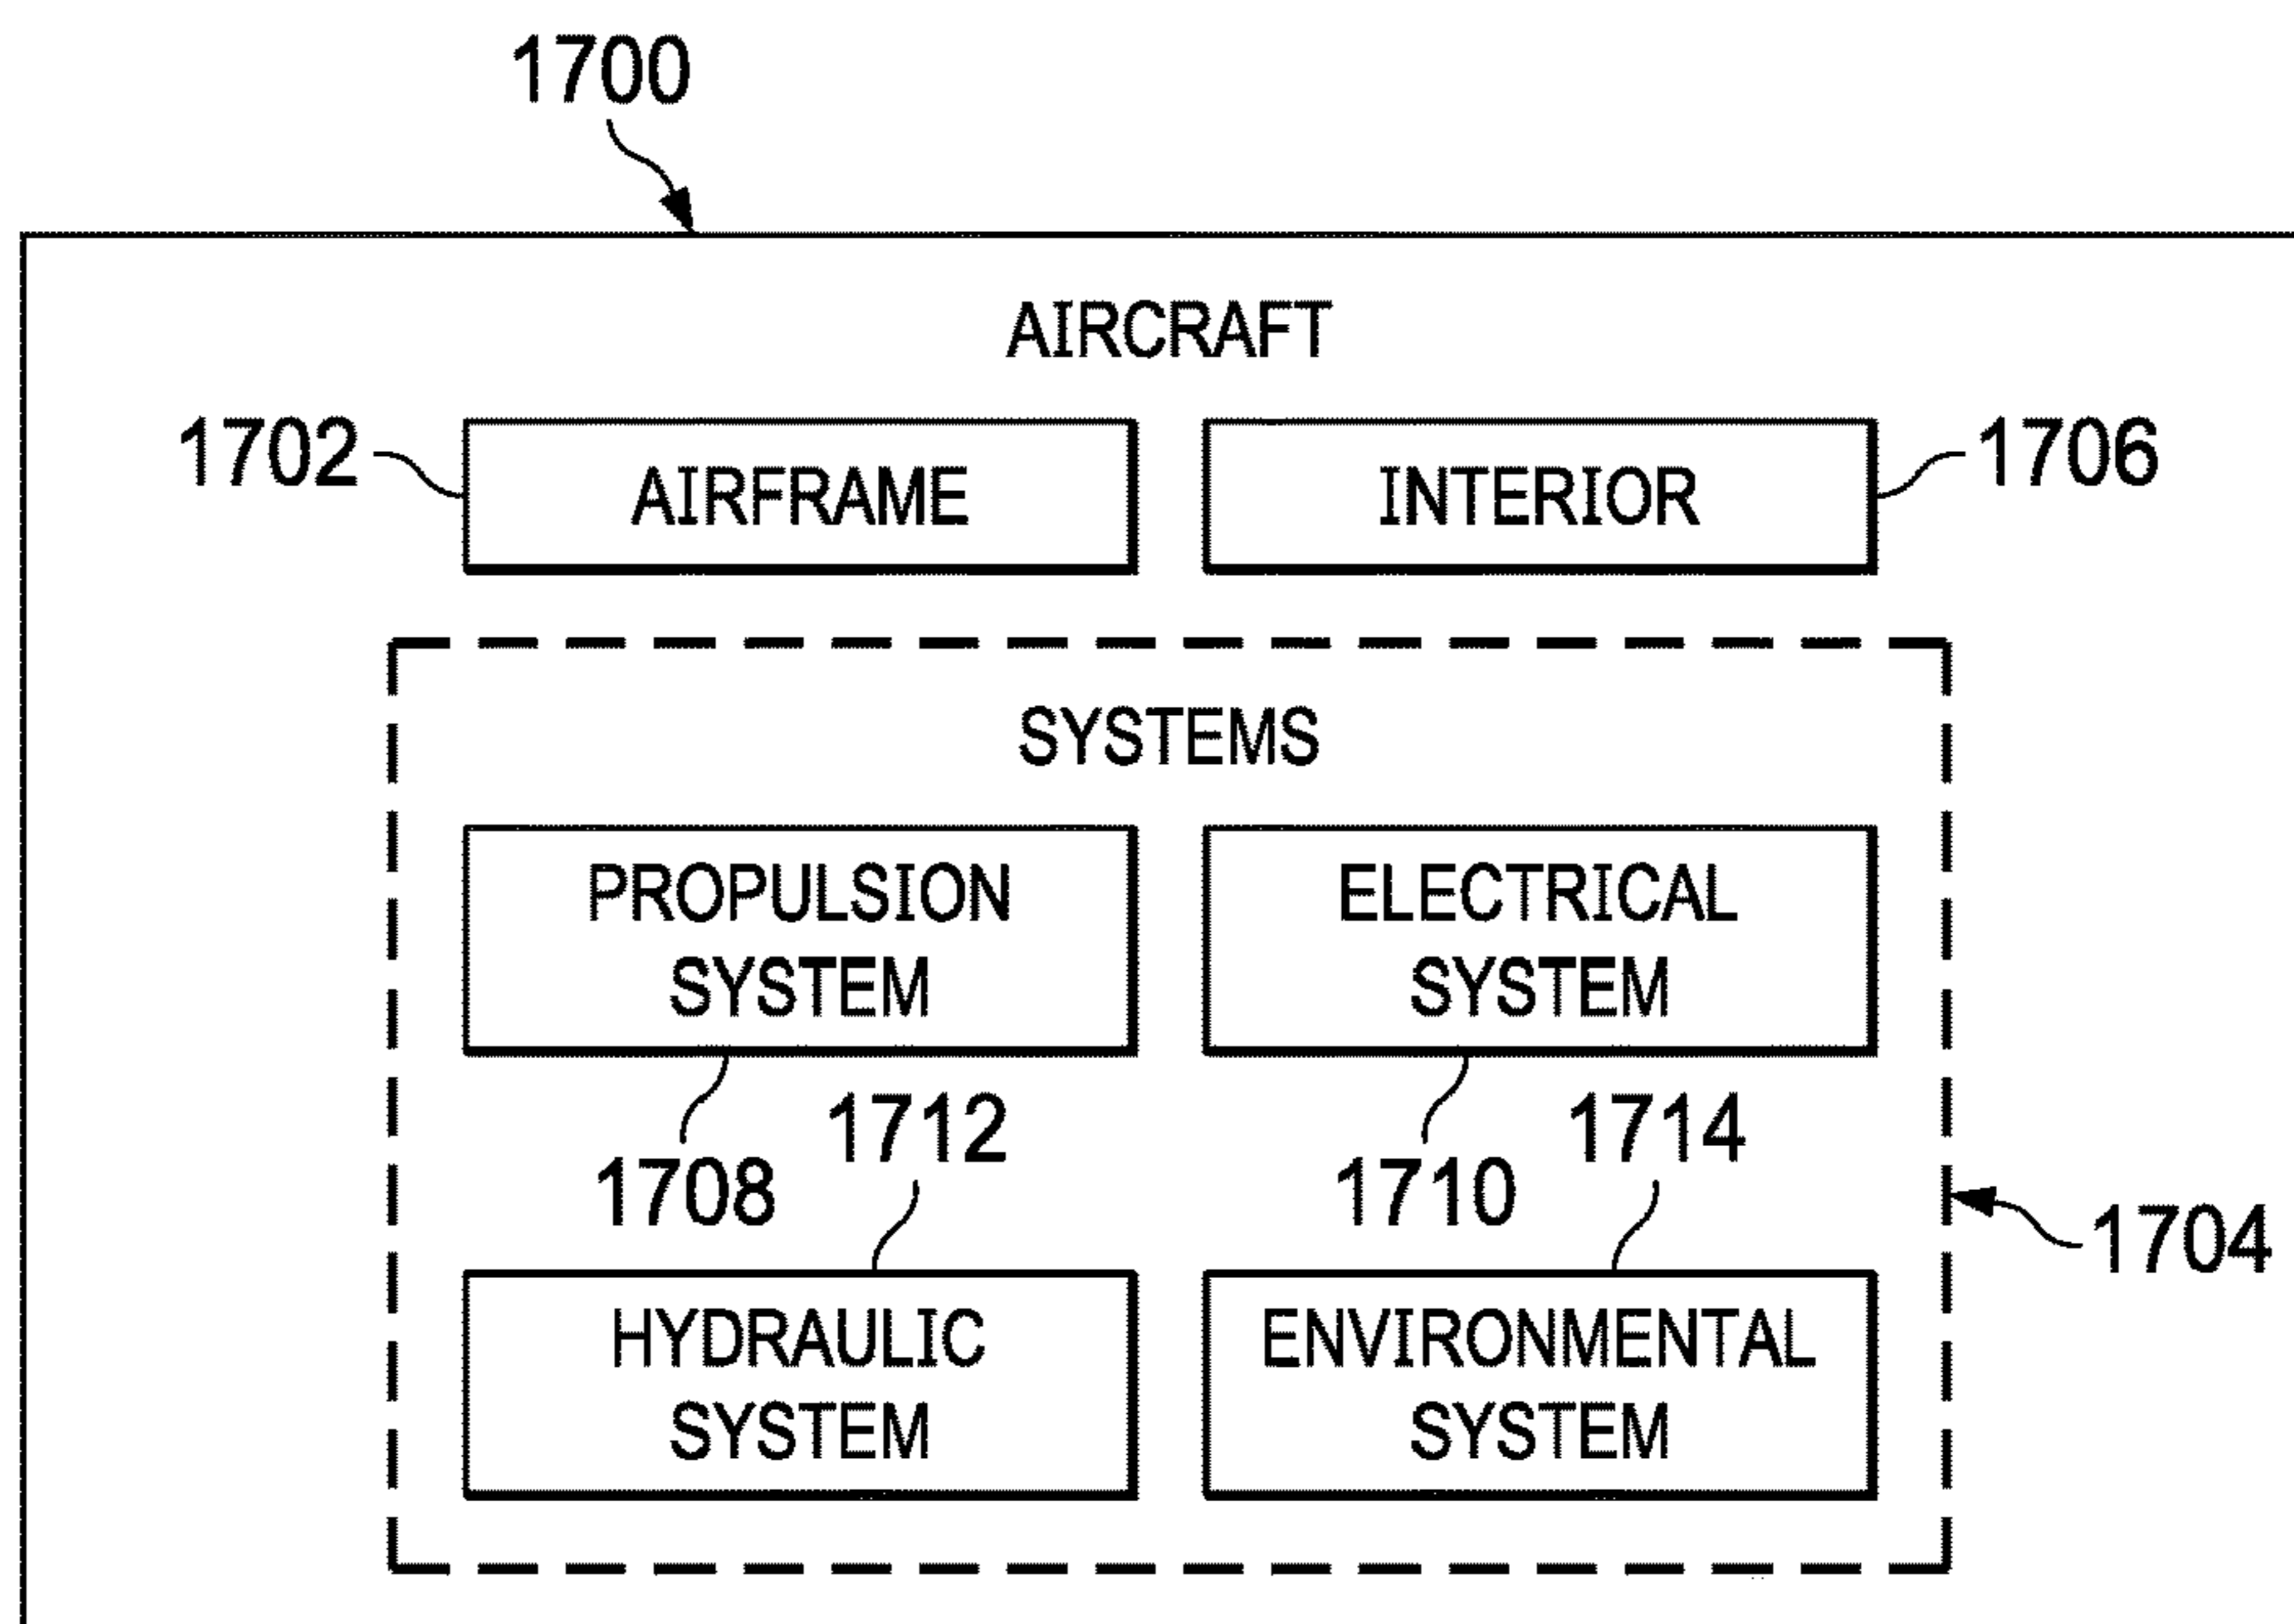 1700
AIRCRAFT
1702
AIRFRAME
INTERIOR
1706
SYSTEMS
PROPULSION
SYSTEM
ELECTRICAL
SYSTEM
1708
1712
1710
1714
1704
HYDRAULIC
SYSTEM
ENVIRONMENTAL
SYSTEM